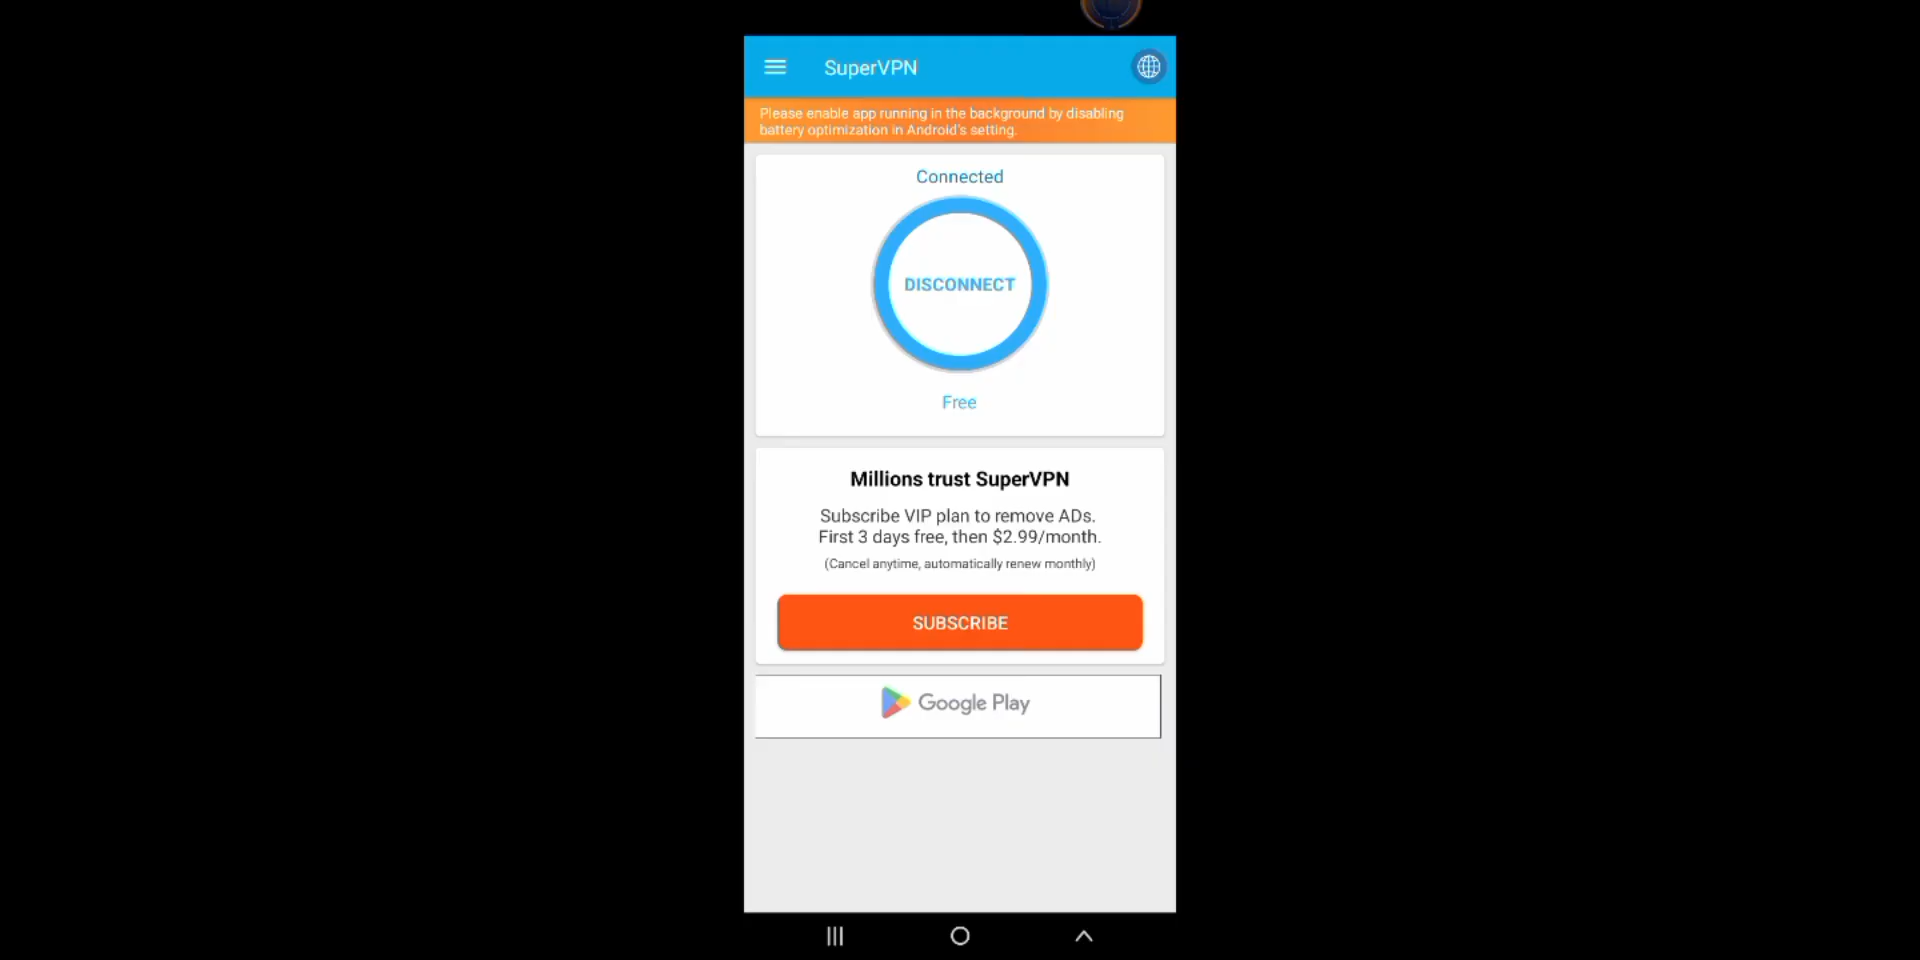 SuperVPN
Please enable app running in the background by disabling
battery optimization in Android's setting.
Connected
DISCONNECT
Free
Millions trust SuperVPN
Subscribe VIP plan to remove ADs.
First 3 days free, then $2.99/month.
(Cancel anytime, automatically renew monthly)
SUBSCRIBE
Google Play